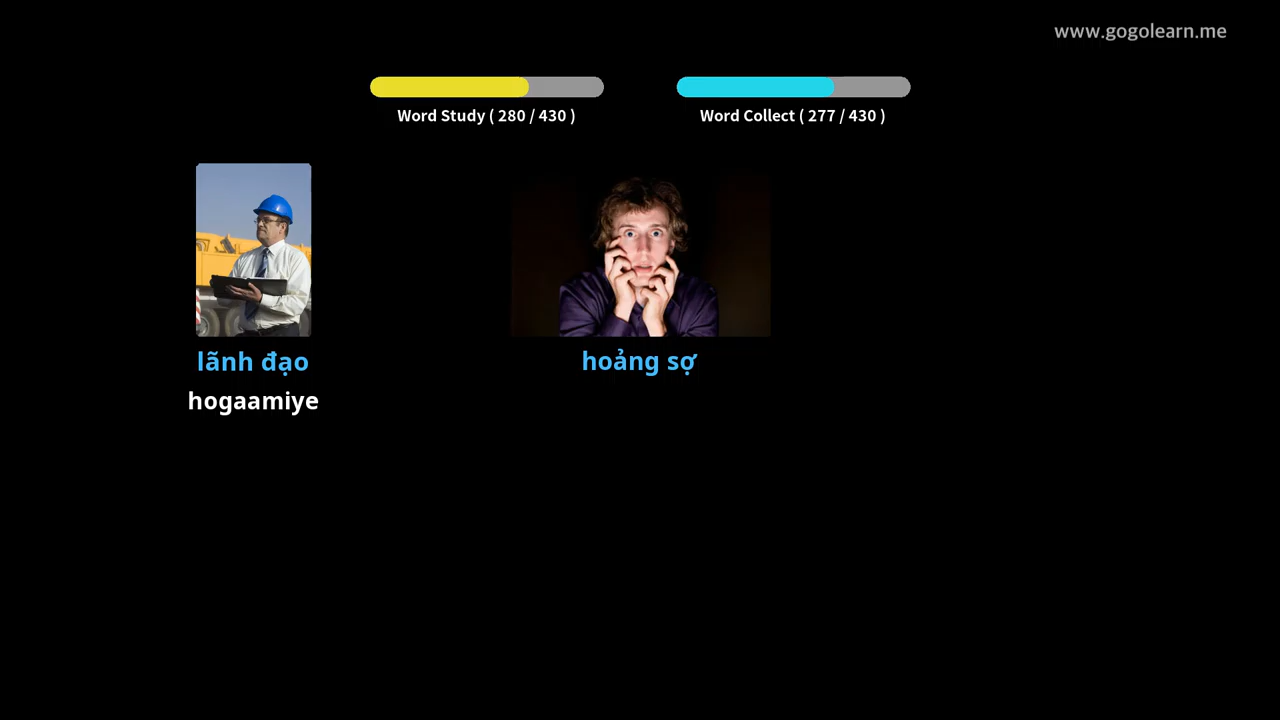 www.gogolearn.me
Word Study ( 280 / 430 )
Word Collect ( 277 / 430 )
lãnh đạo
hoảng sợ
hogaamiye